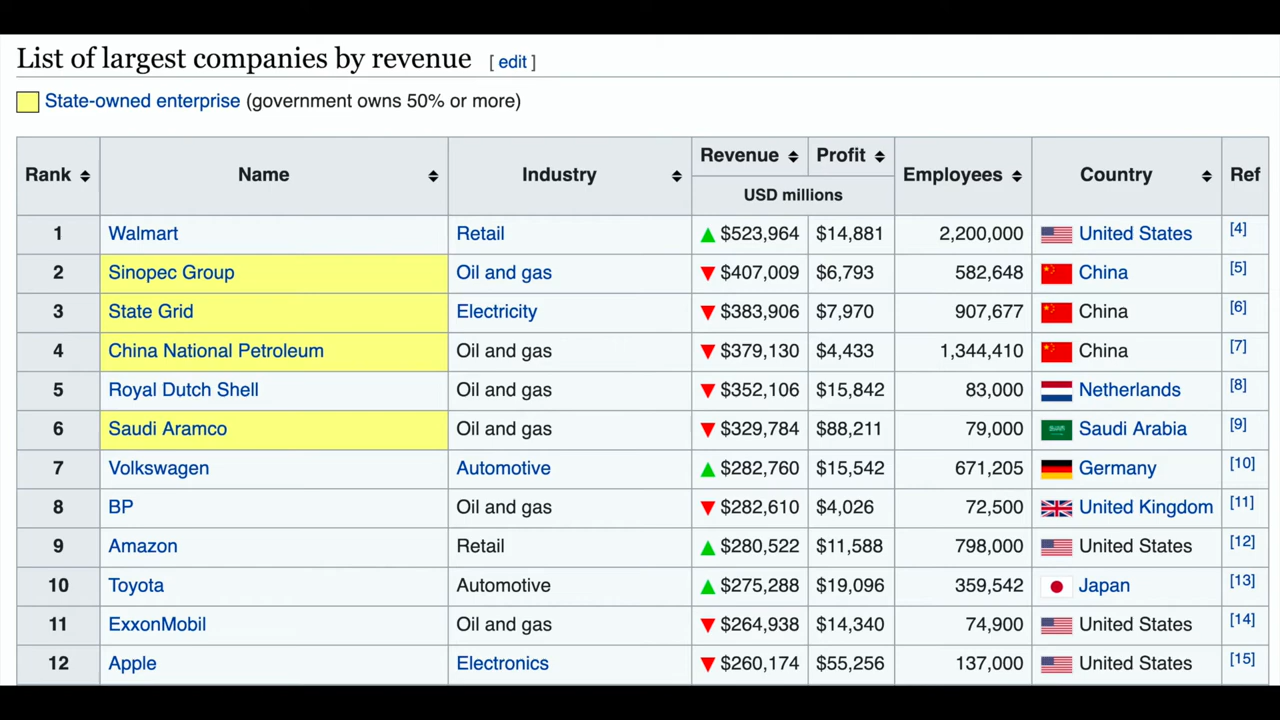 List of largest companies by revenue [ edit ]
State-owned enterprise (government owns 50% or more)
Rank Name Industry Revenue Profit Employees Country Ref
USD millions
1 Walmart Retail ▲ $523,964 $14,881 2,200,000 United States [4]
2 Sinopec Group Oil and gas ▼ $407,009 $6,793 582,648 China [5]
3 State Grid Electricity ▼ $383,906 $7,970 907,677 China [6]
4 China National Petroleum Oil and gas ▼ $379,130 $4,433 1,344,410 China [7]
5 Royal Dutch Shell Oil and gas ▼ $352,106 $15,842 83,000 Netherlands [8]
6 Saudi Aramco Oil and gas ▼ $329,784 $88,211 79,000 Saudi Arabia [9]
7 Volkswagen Automotive ▲ $282,760 $15,542 671,205 Germany [10]
8 BP Oil and gas ▼ $282,610 $4,026 72,500 United Kingdom [11]
9 Amazon Retail ▲ $280,522 $11,588 798,000 United States [12]
10 Toyota Automotive ▲ $275,288 $19,096 359,542 Japan [13]
11 ExxonMobil Oil and gas ▼ $264,938 $14,340 74,900 United States [14]
12 Apple Electronics ▼ $260,174 $55,256 137,000 United States [15]